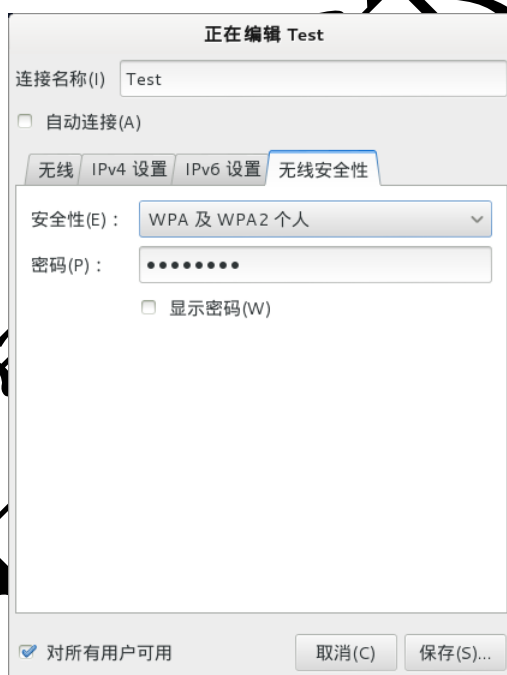 正在编辑 Test
连接名称(I) Test
自动连接(A)
无线 IPv4 设置 IPv6 设置 无线安全性
安全性(E)： WPA 及 WPA2 个人
密码(P)： ●●●●●●●●
显示密码(W)
对所有用户可用 取消(C) 保存(S)...